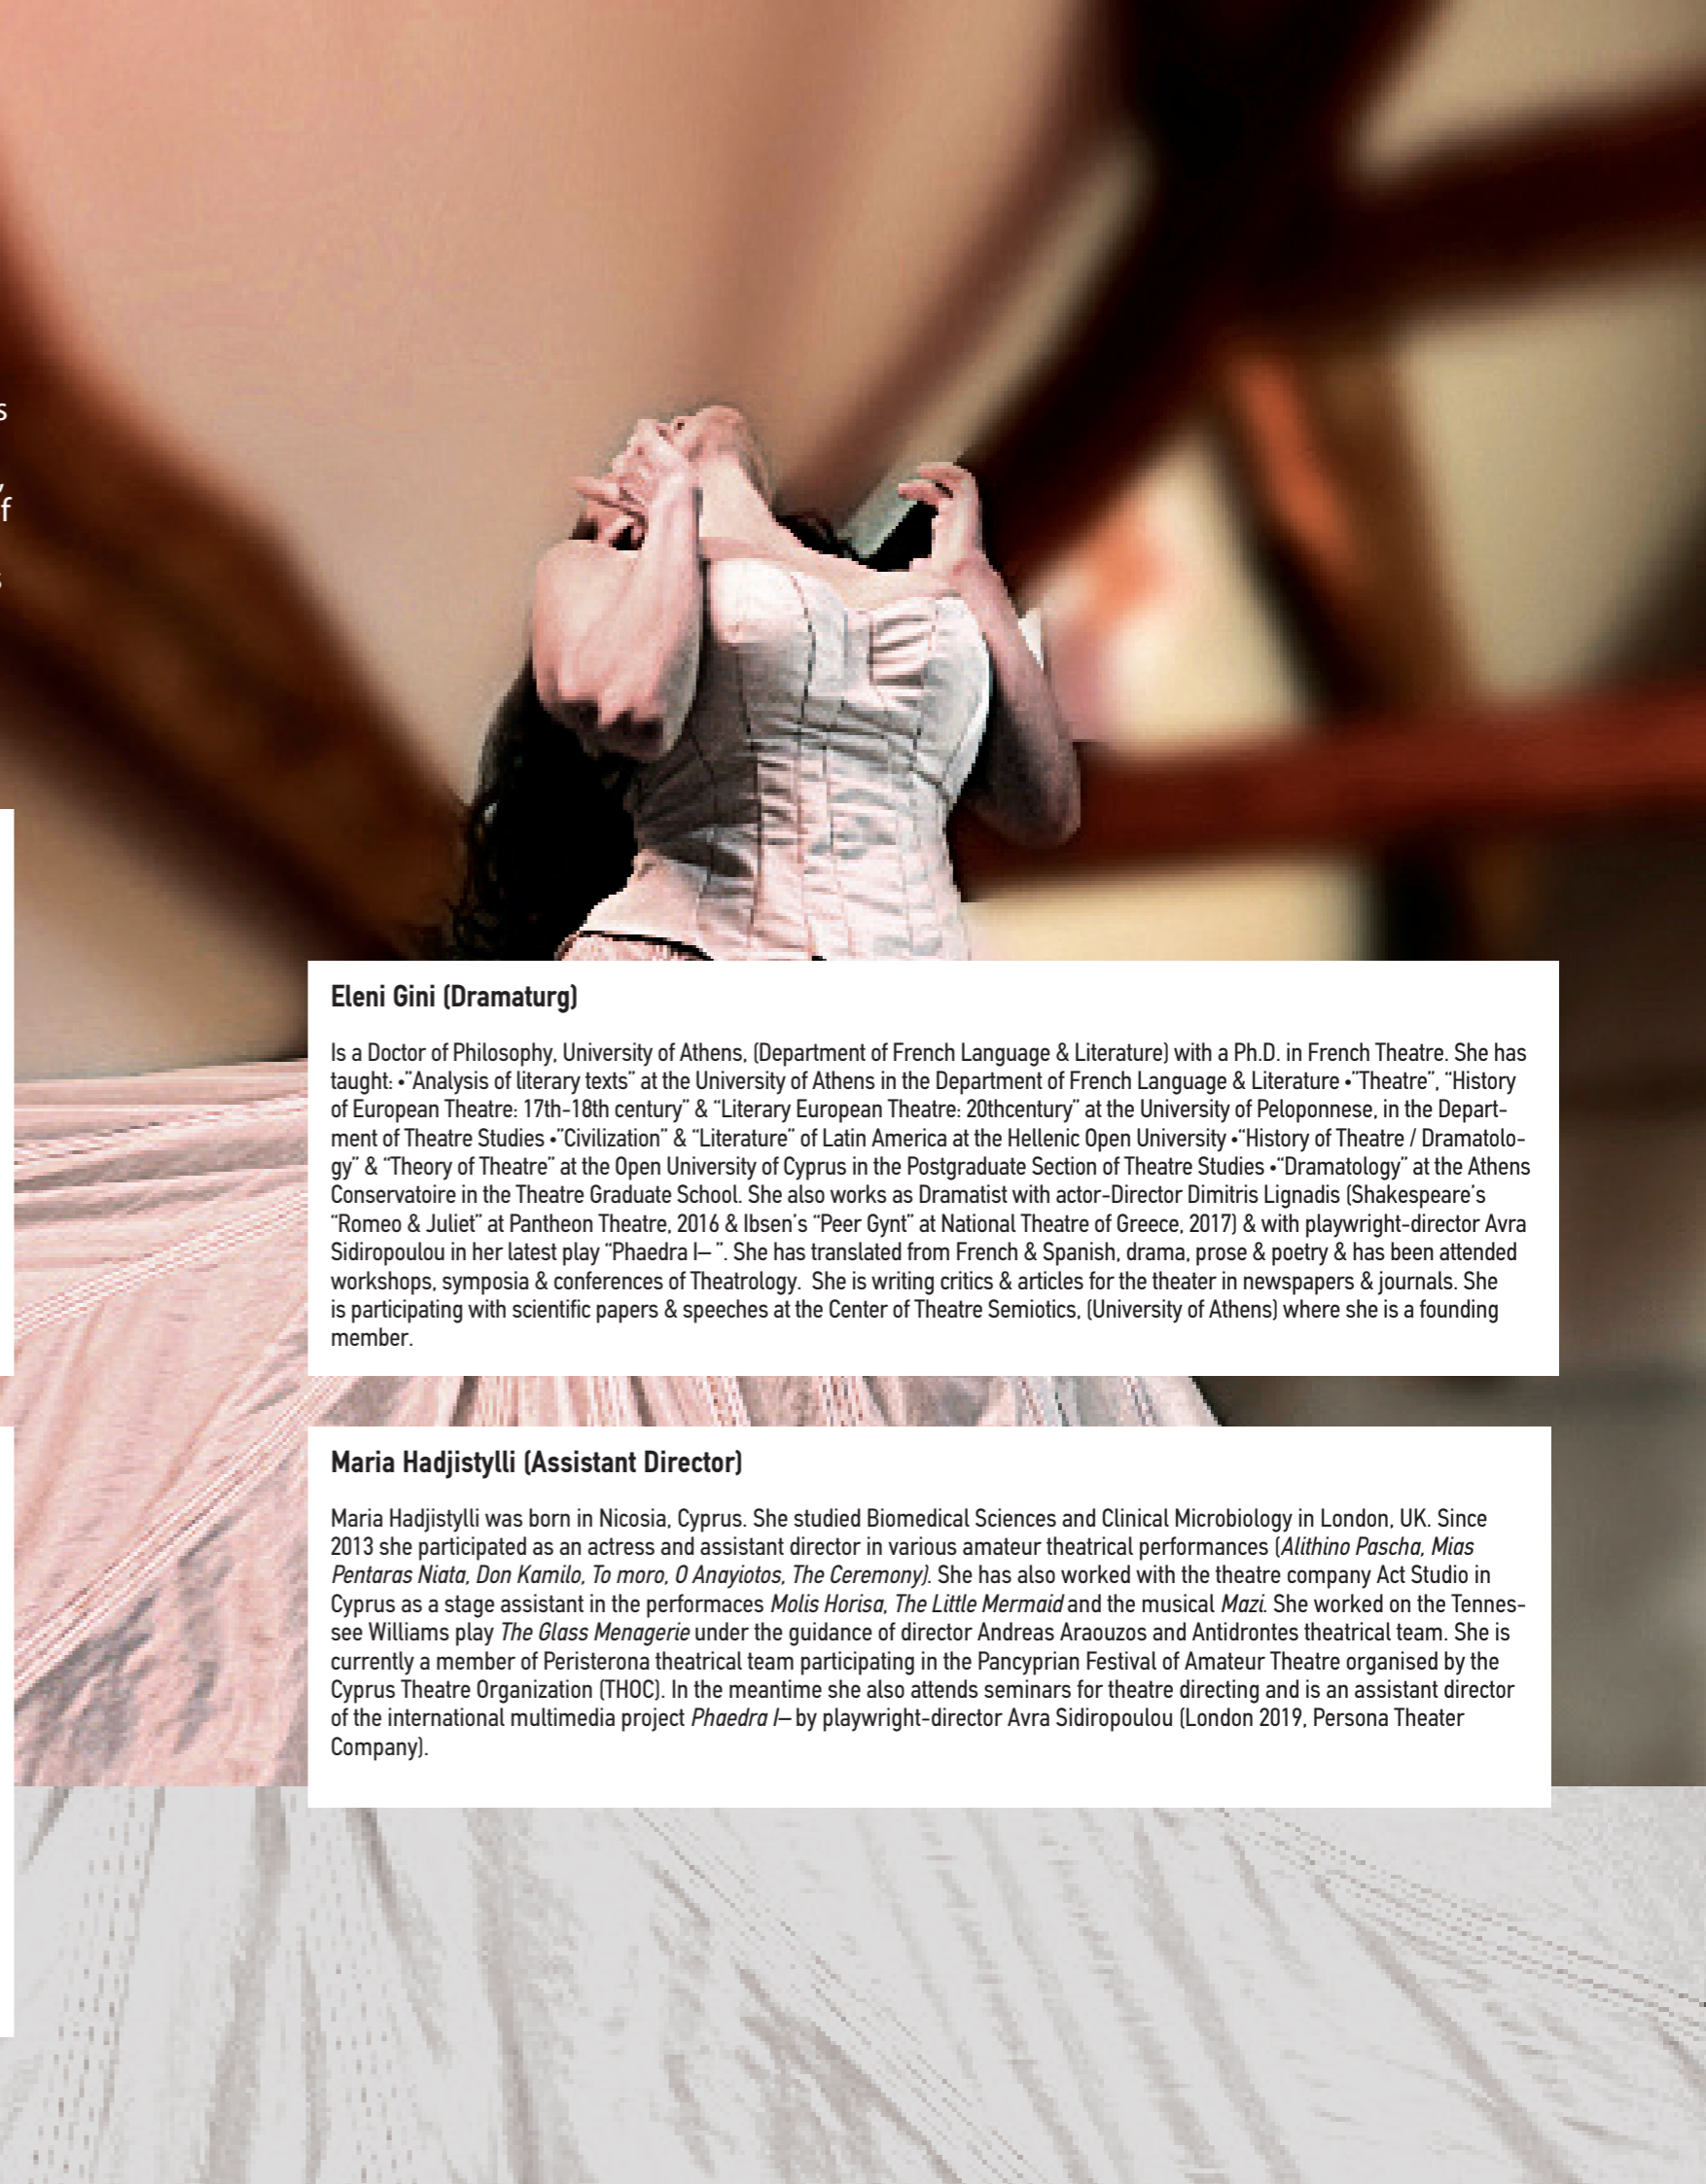 s
,
f
s
Eleni Gini (Dramaturg)
Is a Doctor of Philosophy, University of Athens, (Department of French Language & Literature) with a Ph.D. in French Theatre. She has
taught: •”Analysis of literary texts” at the University of Athens in the Department of French Language & Literature •”Theatre”, “History
of European Theatre: 17th-18th century” & “Literary European Theatre: 20thcentury” at the University of Peloponnese, in the Depart-
ment of Theatre Studies •”Civilization” & “Literature” of Latin America at the Hellenic Open University •“History of Theatre / Dramatolo-
gy” & “Theory of Theatre” at the Open University of Cyprus in the Postgraduate Section of Theatre Studies •“Dramatology” at the Athens
Conservatoire in the Theatre Graduate School. She also works as Dramatist with actor-Director Dimitris Lignadis (Shakespeare’s
“Romeo & Juliet” at Pantheon Theatre, 2016 & Ibsen’s “Peer Gynt” at National Theatre of Greece, 2017) & with playwright-director Avra
Sidiropoulou in her latest play “Phaedra I– ”. She has translated from French & Spanish, drama, prose & poetry & has been attended
workshops, symposia & conferences of Theatrology.  She is writing critics & articles for the theater in newspapers & journals. She
is participating with scientific papers & speeches at the Center of Theatre Semiotics, (University of Athens) where she is a founding
member.
Maria Hadjistylli (Assistant Director)
Maria Hadjistylli was born in Nicosia, Cyprus. She studied Biomedical Sciences and Clinical Microbiology in London, UK. Since
2013 she participated as an actress and assistant director in various amateur theatrical performances (Alithino Pascha, Mias
Pentaras Niata, Don Kamilo, To moro, O Anayiotos, The Ceremony). She has also worked with the theatre company Act Studio in
Cyprus as a stage assistant in the performaces Molis Horisa, The Little Mermaid and the musical Mazi. She worked on the Tennes-
see Williams play The Glass Menagerie under the guidance of director Andreas Araouzos and Antidrontes theatrical team. She is
currently a member of Peristerona theatrical team participating in the Pancyprian Festival of Amateur Theatre organised by the
Cyprus Theatre Organization (THOC). In the meantime she also attends seminars for theatre directing and is an assistant director
of the international multimedia project Phaedra I– by playwright-director Avra Sidiropoulou (London 2019, Persona Theater
Company).